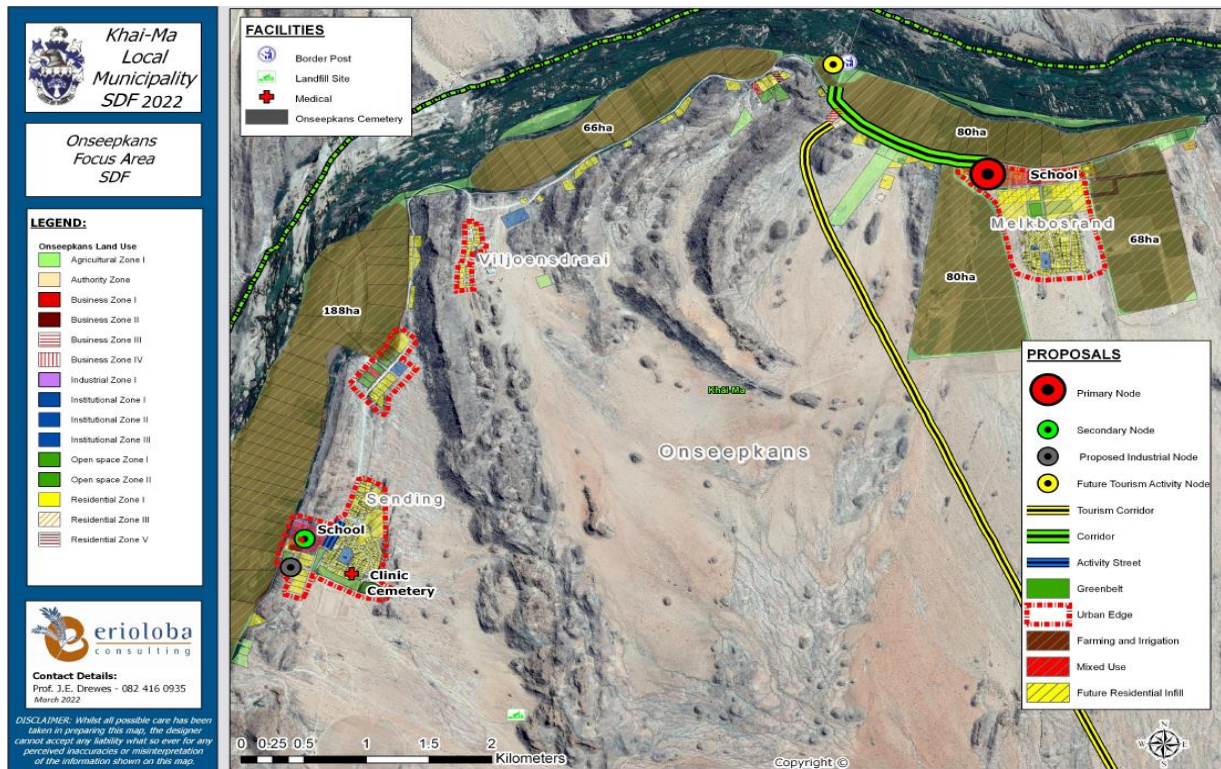 Khai-Ma
Local
Municipality
SDF 2022
Onseepkans
Focus Area
SDF
LEGEND:
Onseepkans Land Use
Agricultural Zone I
Authority Zone
Business Zone I
Business Zone II
Business Zone III
Business Zone IV
Industrial Zone I
Institutional Zone I
Institutional Zone II
Institutional Zone III
Open space Zone I
Open space Zone II
Residential Zone I
Residential Zone III
Residential Zone V
Berioloba
consulting
Contact Details:
Prof. J.E. Drewes - 082 416 0935
March 2022
DISCLAIMER: Whilst all possible care has been
taken in preparing this map, the designer
cannot accept any liability what so ever for any
perceived inaccuracies or misinterpretation
of the information shown on this map.
FACILITIES
Border Post
Landfill Site
Medical
Onseepkans Cemetery
66ha
80ha
School
Melkbosrand
68ha
80ha
Viljoensdraai
188ha
Khâi-Ma
Onseepkans
Sending
School
Clinic
Cemetery
PROPOSALS
Primary Node
Secondary Node
Proposed Industrial Node
Future Tourism Activity Node
Tourism Corridor
Corridor
Activity Street
Greenbelt
Urban Edge
Farming and Irrigation
Mixed Use
Future Residential Infill
0 0.25 0.5 1 1.5 2
Kilometers
Copyright ©
N
W E
S